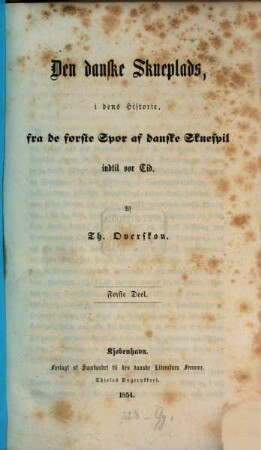 Den danske Skueplads,
i dens Historie,
fra de første Spor af danske Skuespil
indtil vor Tid.
Af
Th. Overskou.
Første Deel.
Kjøbenhavn.
Forlagt af Samfundet til den danske Literaturs Fremme.
Thieles Bogtrykkeri.
1854.